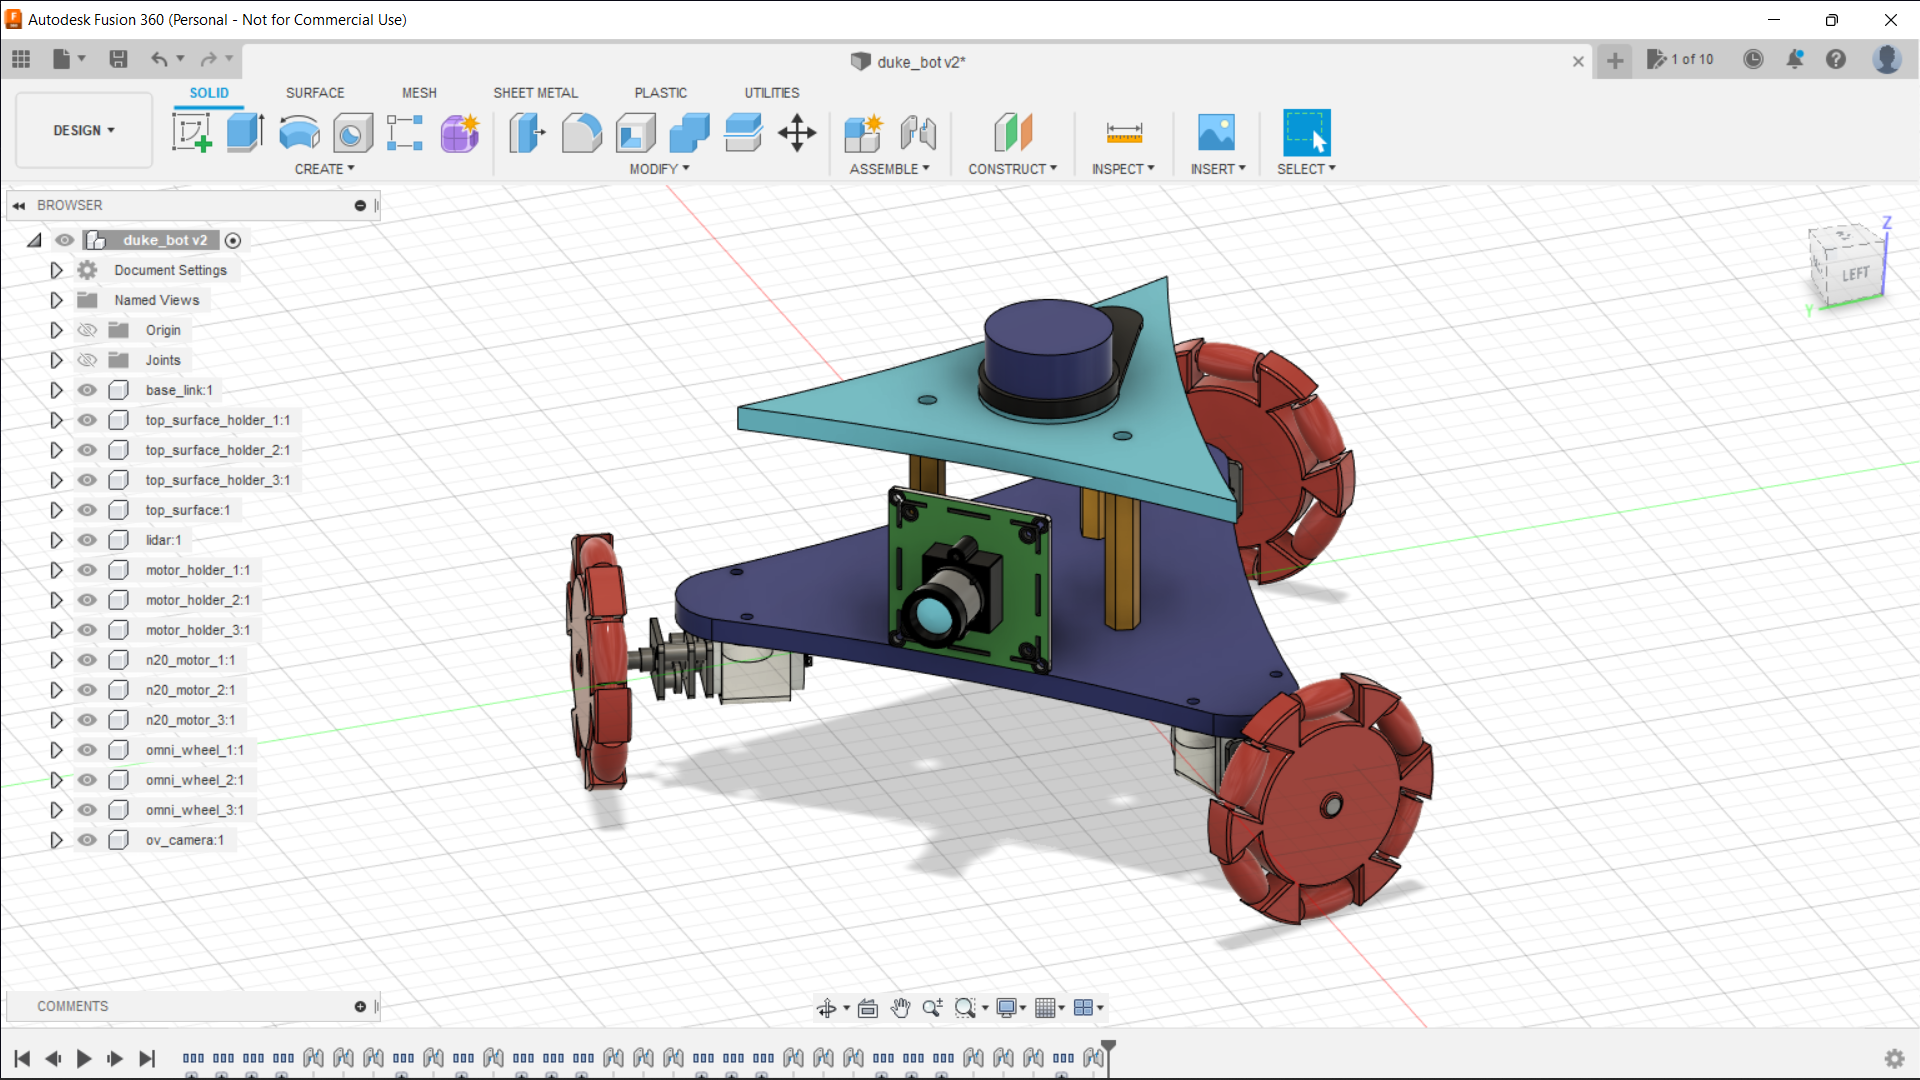 Autodesk Fusion 360 (Personal - Not for Commercial Use)
duke_bot v2*
1 of 10
SOLID SURFACE MESH SHEET METAL PLASTIC UTILITIES
DESIGN
CREATE MODIFY ASSEMBLE CONSTRUCT INSPECT INSERT SELECT
BROWSER
duke_bot v2
Document Settings
Named Views
Origin
Joints
base_link:1
top_surface_holder_1:1
top_surface_holder_2:1
top_surface_holder_3:1
top_surface:1
lidar:1
motor_holder_1:1
motor_holder_2:1
motor_holder_3:1
n20_motor_1:1
n20_motor_2:1
n20_motor_3:1
omni_wheel_1:1
omni_wheel_2:1
omni_wheel_3:1
ov_camera:1
Z
LEFT
Y
COMMENTS